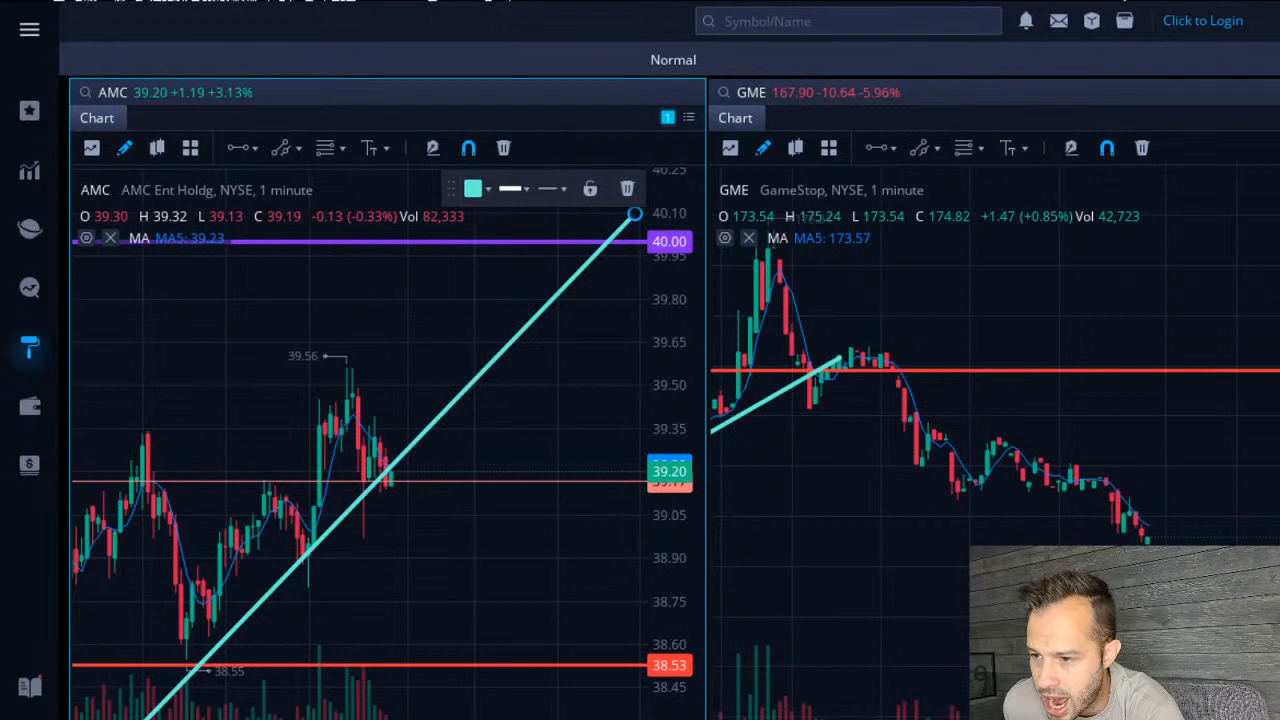 Symbol/Name
Click to Login
Normal
AMC 39.20 +1.19 +3.13%
Chart
1
Tт
AMC AMC Ent Holdg, NYSE, 1 minute
O 39.30 H 39.32 L 39.13 C 39.19 -0.13 (-0.33%) Vol 82,333
MA MA5: 39.23
40.25
40.10
40.00
39.95
39.80
39.65
39.50
39.35
39.20
39.05
38.90
38.75
38.60
38.53
38.45
39.56
38.55
GME 167.90 -10.64 -5.96%
Chart
Tт
GME GameStop, NYSE, 1 minute
O 173.54 H 175.24 L 173.54 C 174.82 +1.47 (+0.85%) Vol 42,723
MA MA5: 173.57